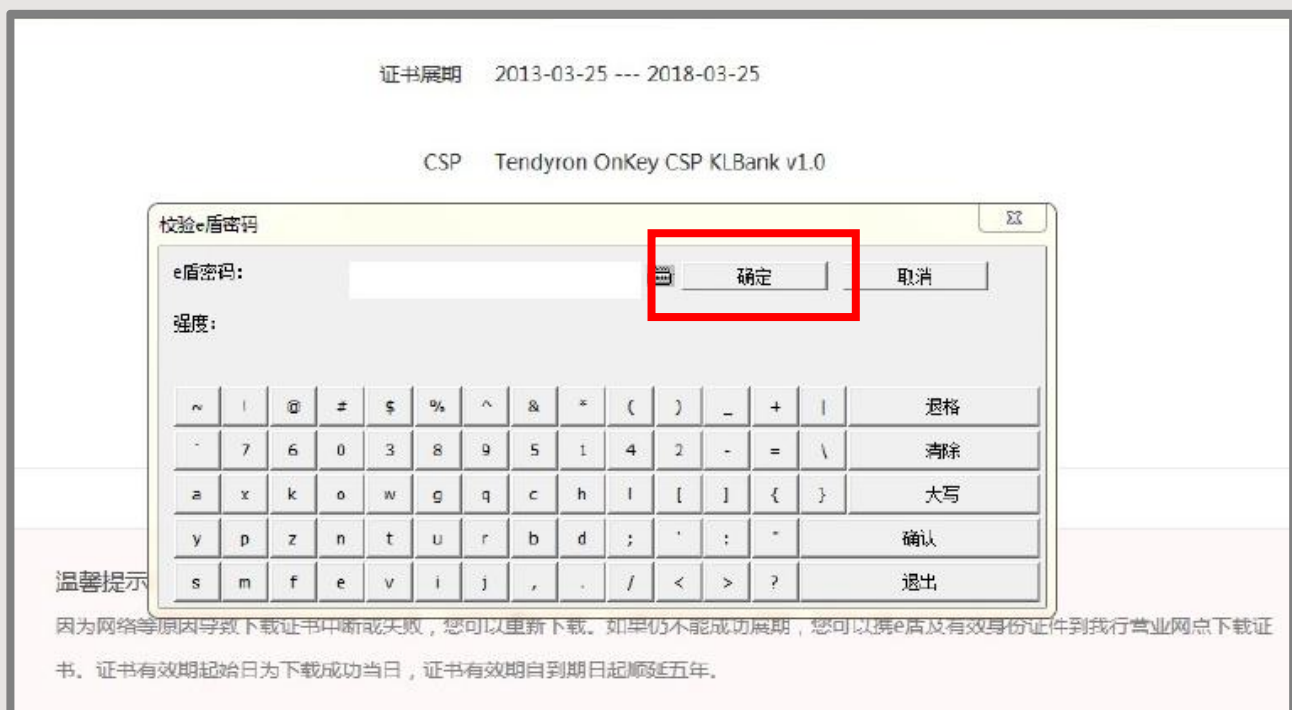 证书展期 2013-03-25 --- 2018-03-25
CSP Tendyron OnKey CSP KLBank v1.0
校验e盾密码
e盾密码: 确定 取消
强度:
~ ! @ # $ % ^ & * ( ) _ + | 退格
` 7 6 0 3 8 9 5 1 4 2 - = \ 清除
a x k o w g q c h l [ ] { } 大写
y p z n t u r b d ; ' : " 确认
s m f e v i j , . / < > ? 退出
温馨提示
因为网络等原因导致下载证书中断或失败，您可以重新下载。如果仍不能成功展期，您可以携e盾及有效身份证件到我行营业网点下载证
书。证书有效期起始日为下载成功当日，证书有效期自到期日起顺延五年。